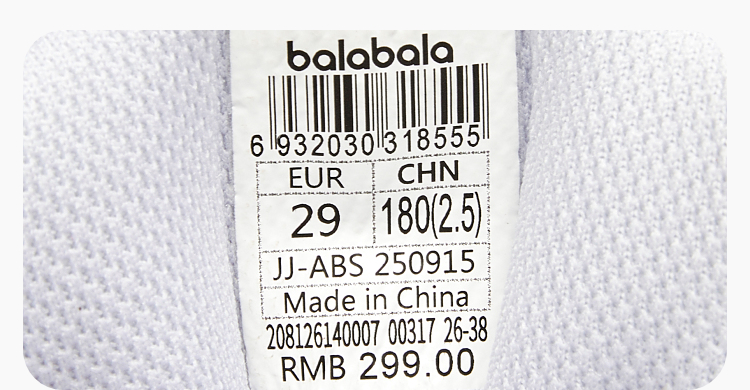 balabala
6 932030 318555
EUR CHN
29 180(2.5)
JJ-ABS 250915
Made in China
208126140007 00317 26-38
RMB 299.00